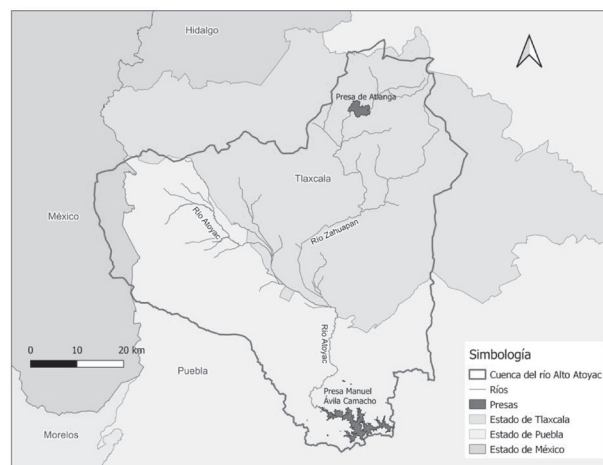 Hidalgo
Presa de Atlanga
Tlaxcala
México
Río Atoyac
Río Zahuapan
Río Atoyac
0 10 20 km
Puebla
Presa Manuel
Ávila Camacho
Morelos
Simbología
Cuenca del río Alto Atoyac
Ríos
Presas
Estado de Tlaxcala
Estado de Puebla
Estado de México